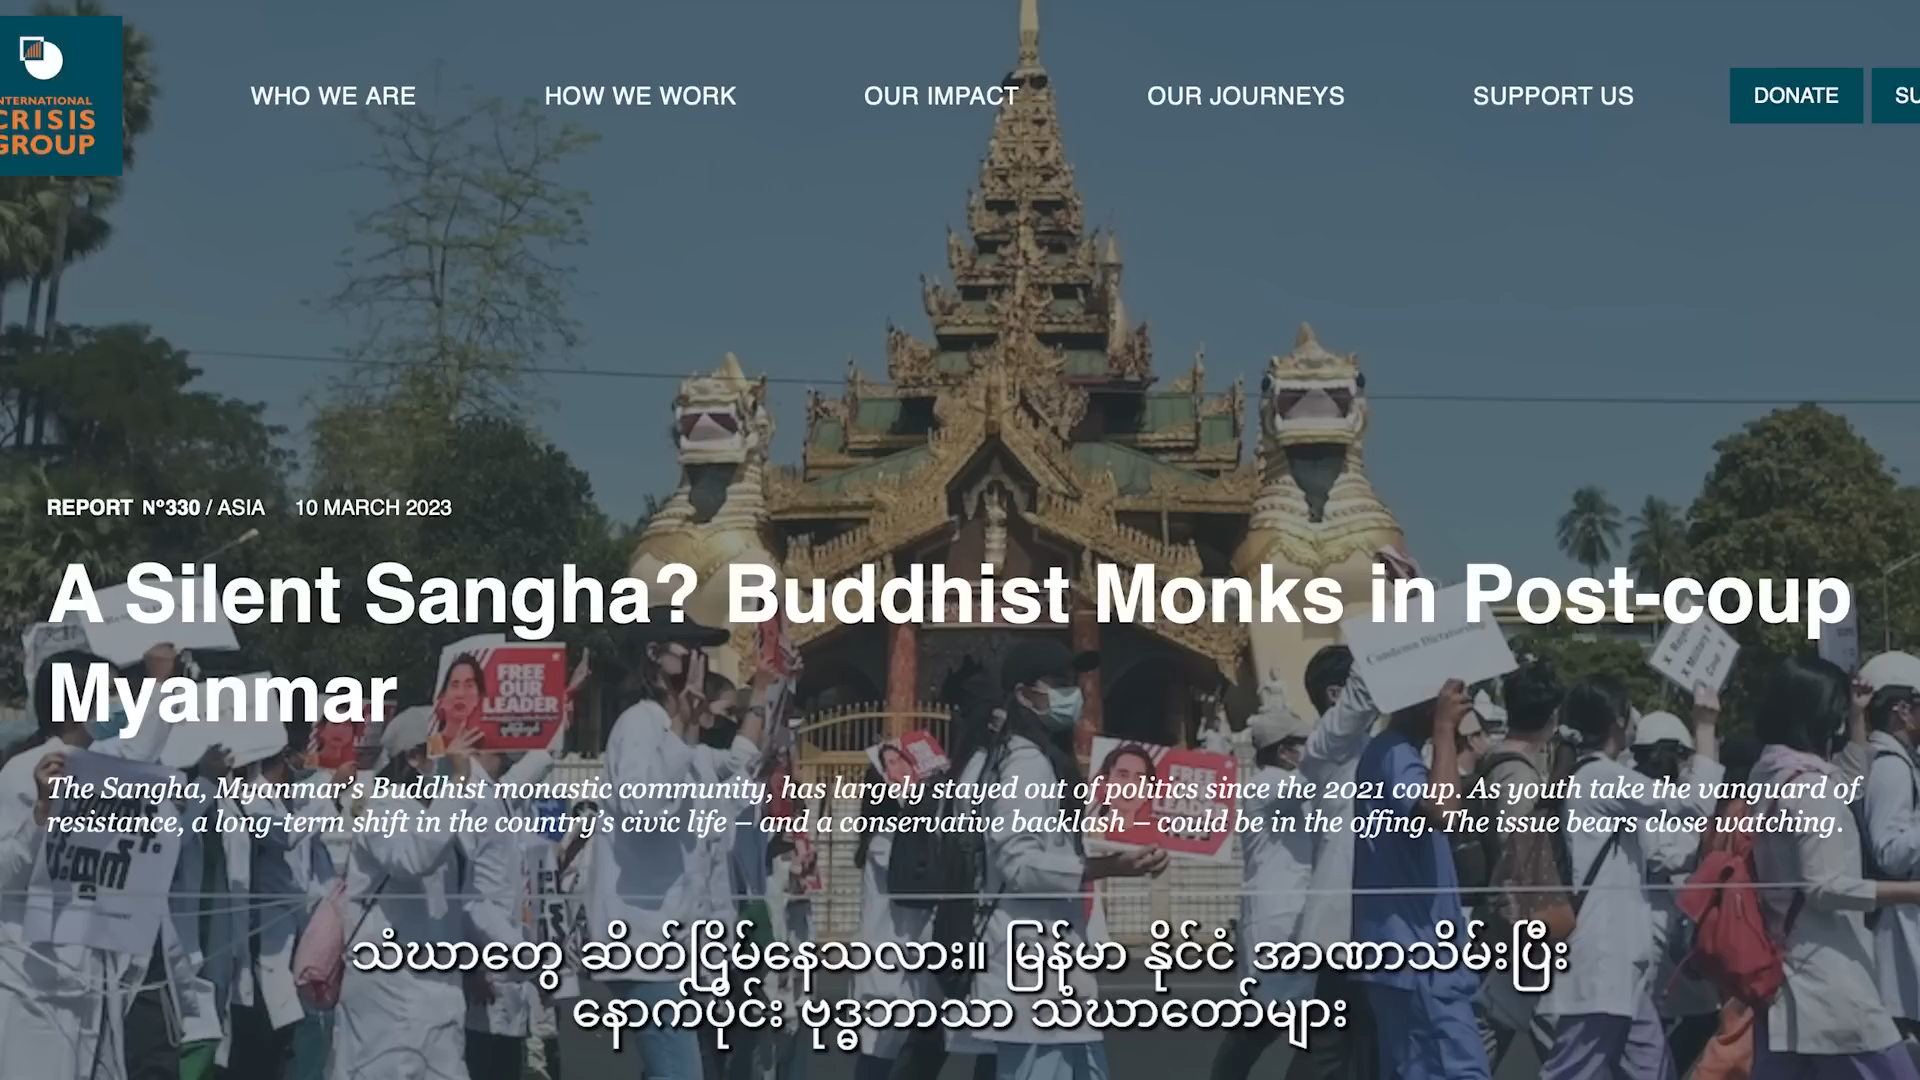 INTERNATIONAL
CRISIS
GROUP
WHO WE ARE
HOW WE WORK
OUR IMPACT
OUR JOURNEYS
SUPPORT US
DONATE
REPORT Nº330 / ASIA 10 MARCH 2023
A Silent Sangha? Buddhist Monks in Post-coup
Myanmar
FREE
OUR
LEADER
Condemn Dictatorship
X Military X
The Sangha, Myanmar’s Buddhist monastic community, has largely stayed out of politics since the 2021 coup. As youth take the vanguard of
resistance, a long-term shift in the country’s civic life – and a conservative backlash – could be in the offing. The issue bears close watching.
သံဃာတွေ ဆိတ်ငြိမ်နေသလား။ မြန်မာ နိုင်ငံ အာဏာသိမ်းပြီး
နောက်ပိုင်း ဗုဒ္ဓဘာသာ သံဃာတော်များ